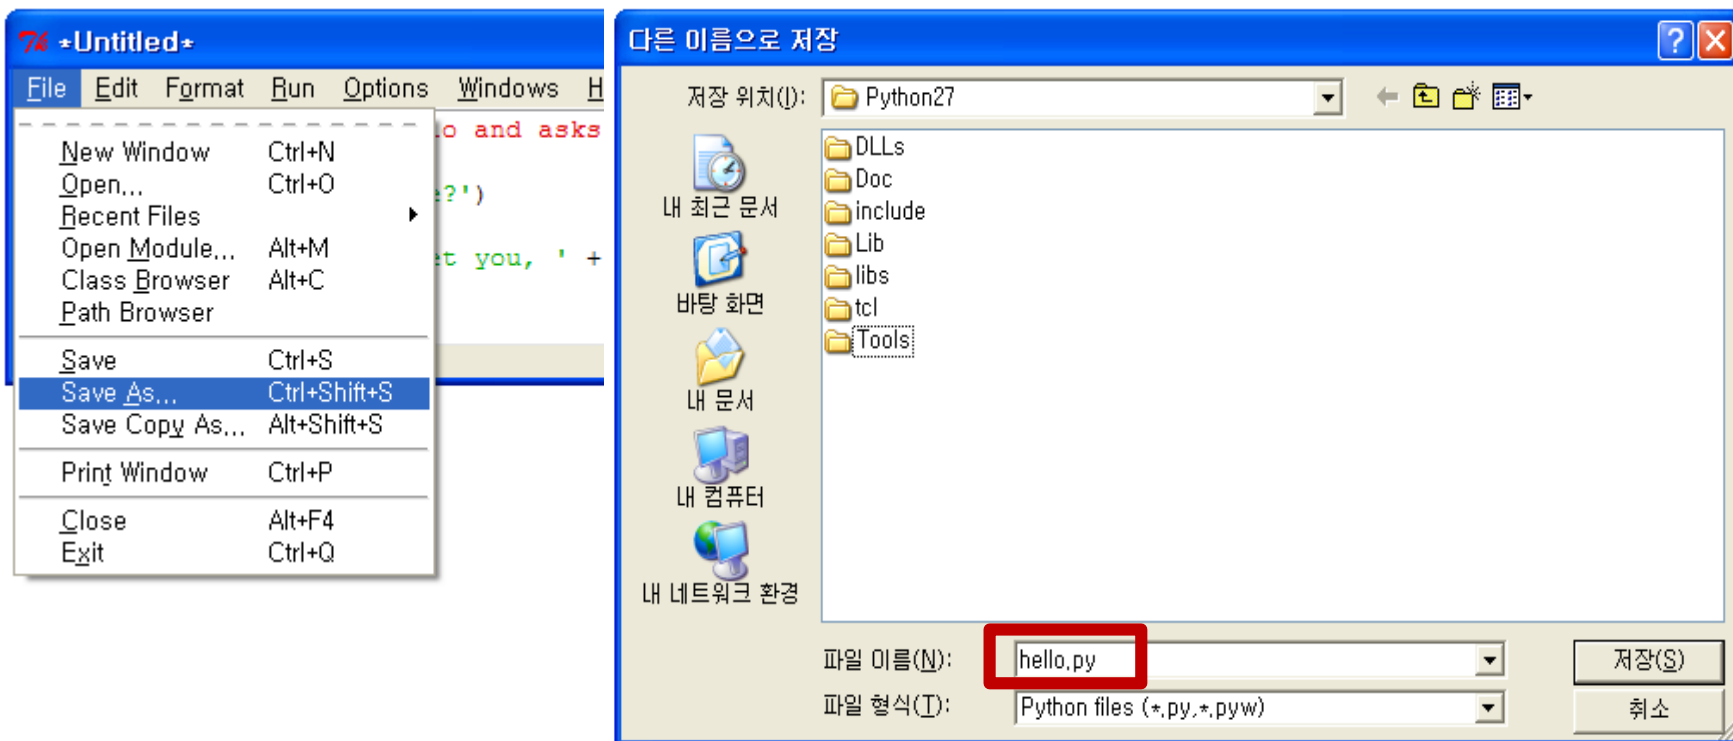 *Untitled*
File Edit Format Run Options Windows H
lo and asks
New Window Ctrl+N
Open... Ctrl+O
?')
Recent Files
Open Module... Alt+M
et you, ' +
Class Browser Alt+C
Path Browser
Save Ctrl+S
Save As... Ctrl+Shift+S
Save Copy As... Alt+Shift+S
Print Window Ctrl+P
Close Alt+F4
Exit Ctrl+Q
다른 이름으로 저장
저장 위치(I): Python27
DLLs
Doc
include
Lib
libs
tcl
Tools
내 최근 문서
바탕 화면
내 문서
내 컴퓨터
내 네트워크 환경
파일 이름(N): hello.py 저장(S)
파일 형식(T): Python files (*.py,*.pyw) 취소